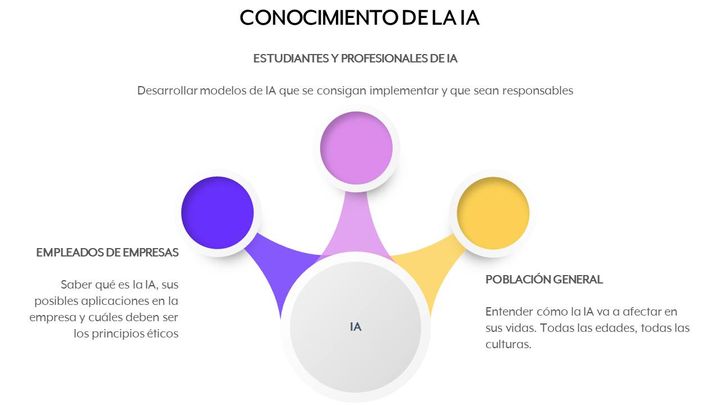 CONOCIMIENTO DE LA IA
ESTUDIANTES Y PROFESIONALES DE IA
Desarrollar modelos de IA que se consigan implementar y que sean responsables
EMPLEADOS DE EMPRESAS
Saber qué es la IA, sus
posibles aplicaciones en la
empresa y cuáles deben ser
los principios éticos
IA
POBLACIÓN GENERAL
Entender cómo la IA va a afectar en
sus vidas. Todas las edades, todas las
culturas.